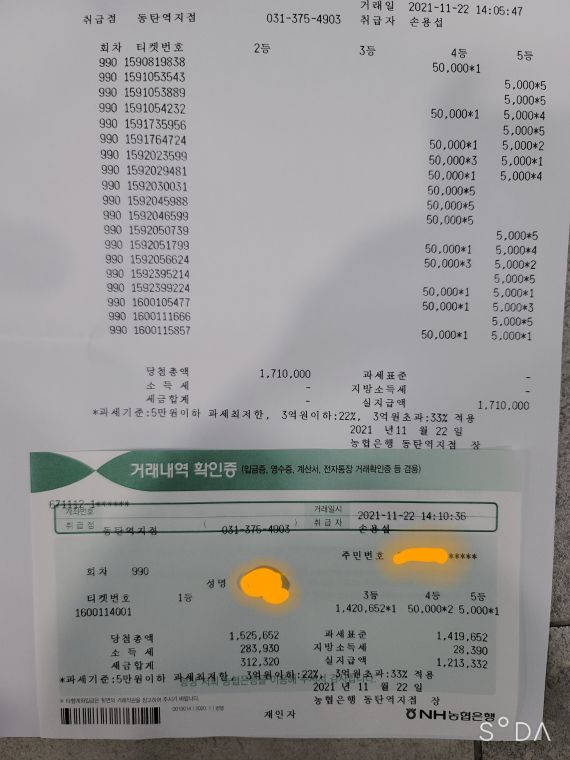 거래일 2021-11-22 14:05:47
취급점 동탄역지점 031-375-4903 취급자 손용섭
회차 티켓번호 2등 3등 4등 5등
990 1590819838 50,000*1
990 1591053543 5,000*5
990 1591053889 5,000*5
990 1591054232 50,000*1 5,000*4
990 1591735956 5,000*5
990 1591764724 50,000*1 5,000*2
990 1592023599 50,000*3 5,000*1
990 1592029481 50,000*1 5,000*4
990 1592030031 50,000*5
990 1592045988 50,000*5
990 1592046599 50,000*5
990 1592050739 5,000*5
990 1592051799 50,000*1 5,000*4
990 1592056624 50,000*3 5,000*2
990 1592395214 5,000*5
990 1592399224 50,000*1 5,000*1
990 1600105477 50,000*1 5,000*3
990 1600111666 5,000*5
990 1600115857 50,000*1 5,000*1
당첨총액 1,710,000 과세표준 -
소 득 세 - 지방소득세 -
세금합계 - 실지급액 1,710,000
*과세기준:5만원이하 과세최저한, 3억원이하:22%, 3억원초과:33% 적용
2021 년11 월 22 일
농협은행 동탄역지점 장
거래내역 확인증 (입금증, 영수증, 계산서, 전자통장 거래확인증 등 겸용)
671112-1******
계좌번호 거래일시 2021-11-22 14:10:36
취급점 동탄역지점 ( 031-375-4903 ) 취급자 손용섭
주민번호 *****
회차 990 성명
티켓번호 1등 3등 4등 5등
1600114001 1,420,652*1 50,000*2 5,000*1
당첨총액 1,525,652 과세표준 1,419,652
소 득 세 283,930 지방소득세 28,390
세금합계 312,320 실지급액 1,213,332
*과세기준:5만원이하 과세최저한, 3억원이하:22%, 3억원초과:33% 적용
2021 년11 월 22 일
농협은행 동탄역지점 장
재인자
NH농협은행
SODA